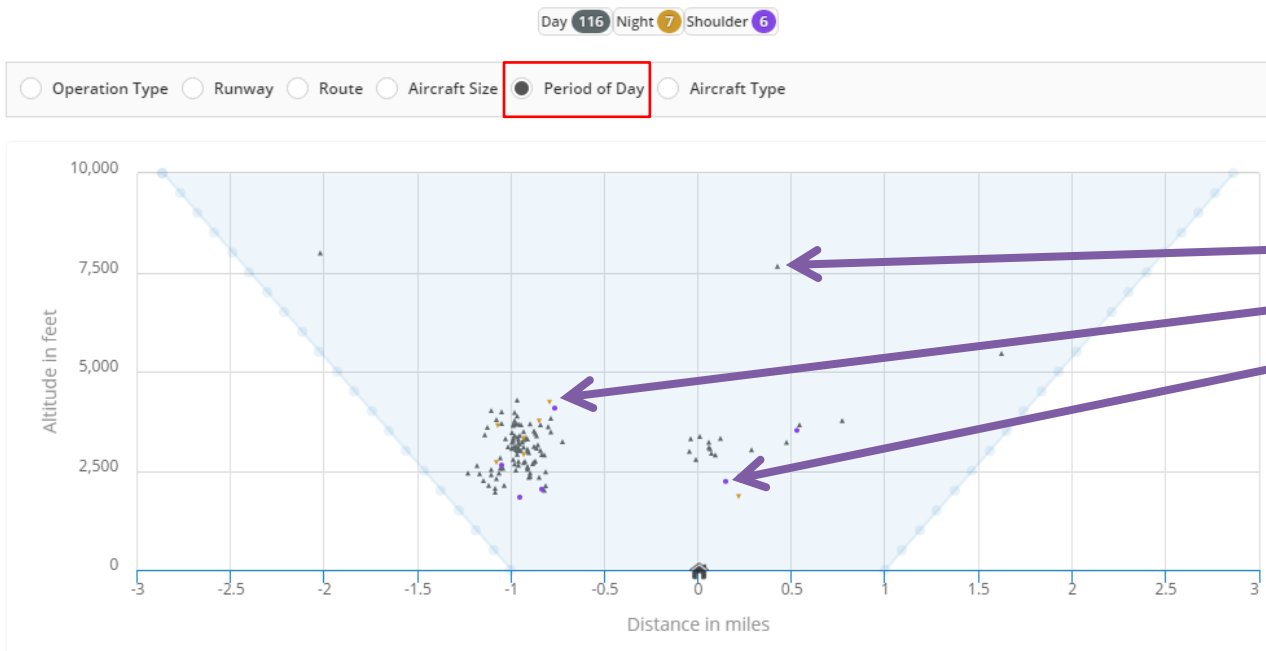 Day 116 Night 7 Shoulder 6
Operation Type Runway Route Aircraft Size Period of Day Aircraft Type
10,000
7,500
5,000
2,500
0
Altitude in feet
-3 -2.5 -2 -1.5 -1 -0.5 0 0.5 1 1.5 2 2.5 3
Distance in miles